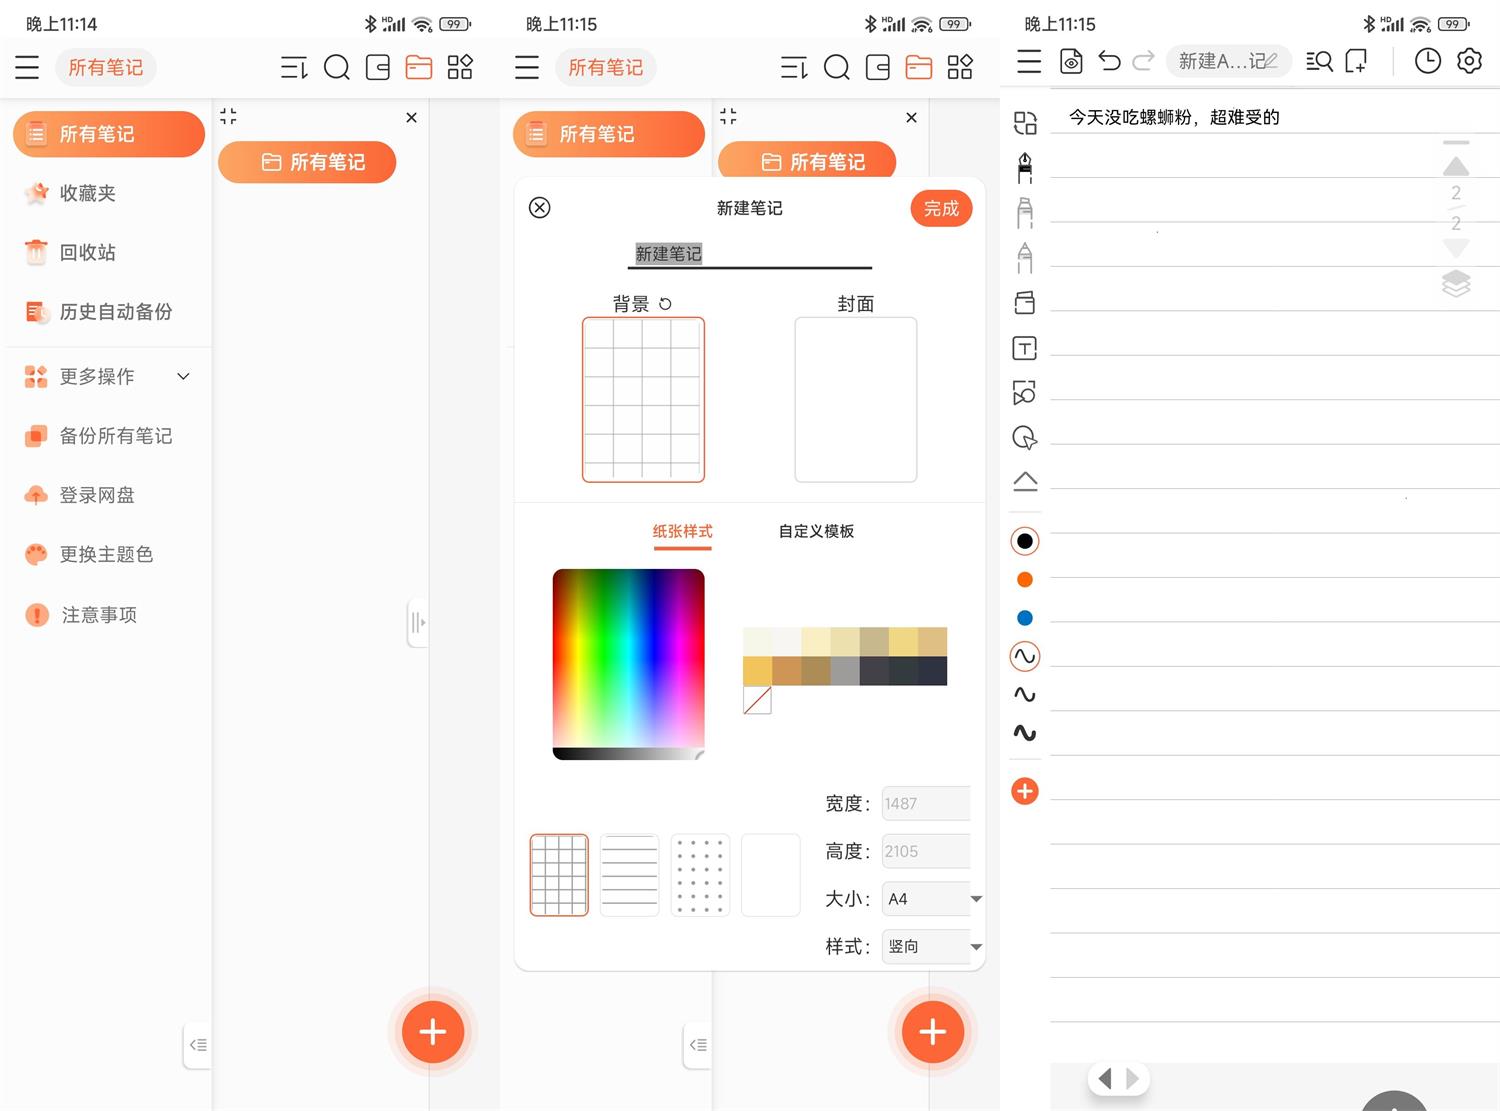 晚上11:14
HD
99
所有笔记
所有笔记
收藏夹
回收站
历史自动备份
更多操作
备份所有笔记
登录网盘
更换主题色
注意事项
所有笔记
晚上11:15
HD
99
所有笔记
所有笔记
所有笔记
新建笔记
完成
新建笔记
背景
封面
纸张样式
自定义模板
宽度：
1487
高度：
2105
大小：
A4
样式：
竖向
晚上11:15
HD
99
新建A...记
今天没吃螺蛳粉，超难受的
2
2
T